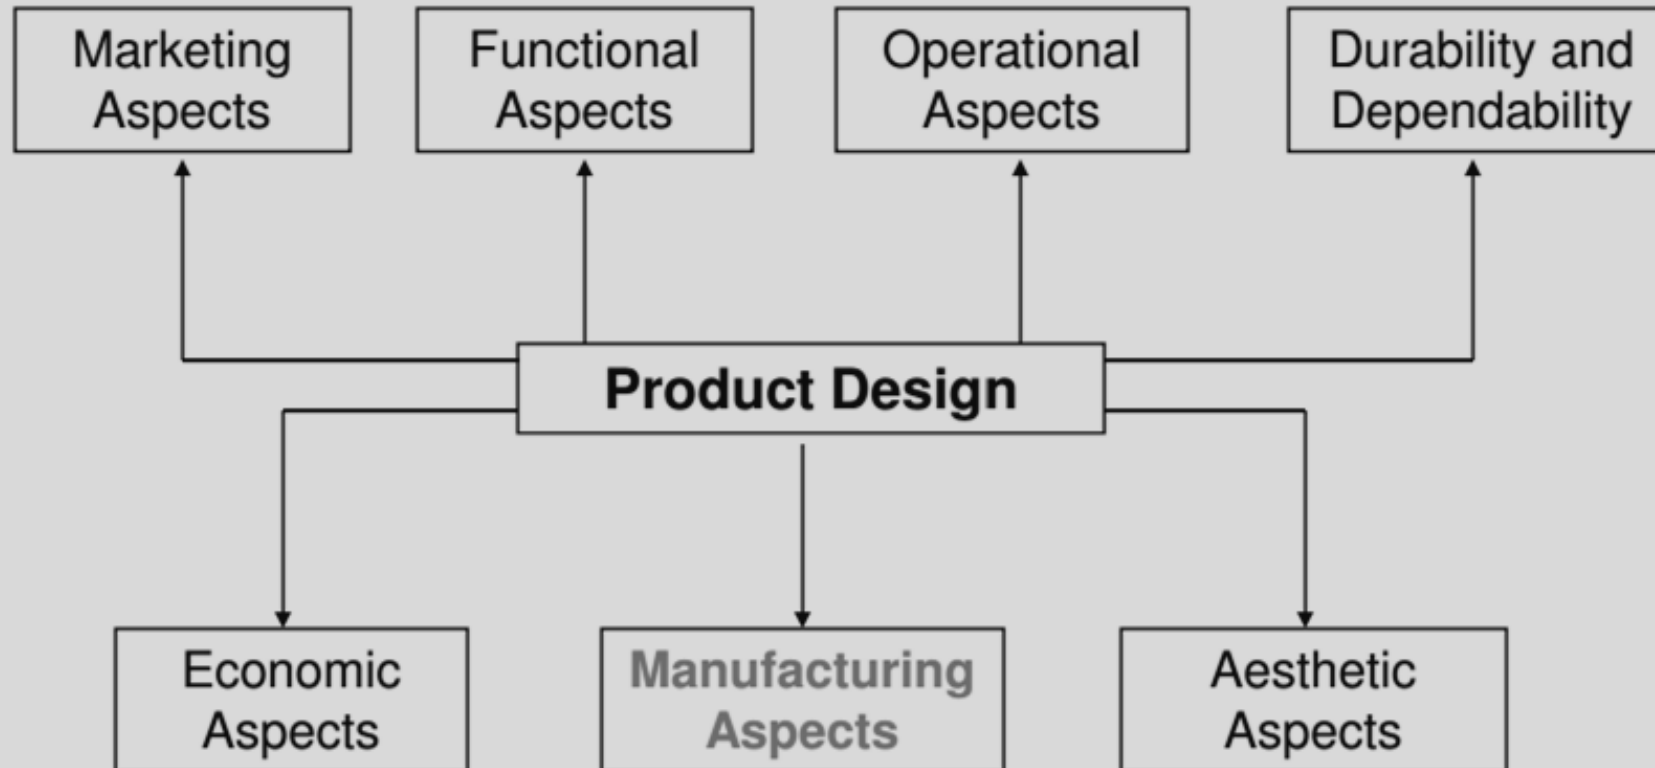 Marketing
Aspects
Functional
Aspects
Operational
Aspects
Durability and
Dependability
Product Design
Economic
Aspects
Manufacturing
Aspects
Aesthetic
Aspects